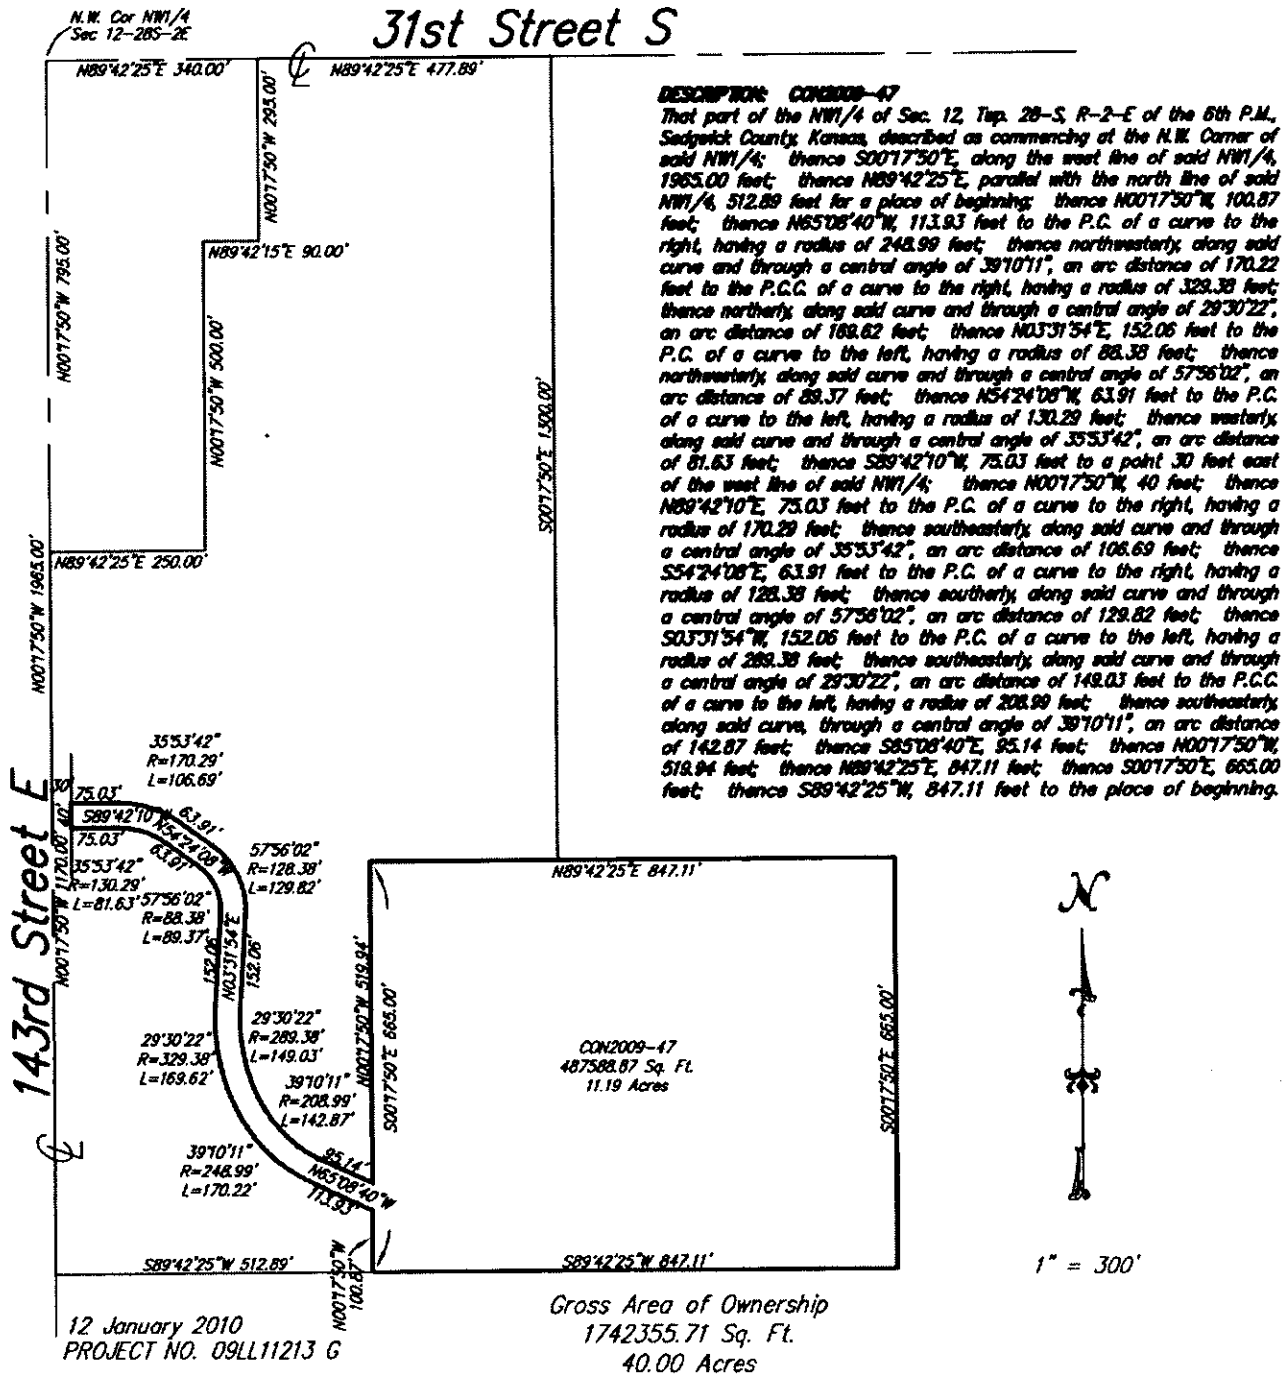 N.W. Cor NW1/4
Sec 12-28S-2E
31st Street S
N89°42'25"E 340.00'
N89°42'25"E 477.89'
N00°17'50"W 295.00'
N89°42'15"E 90.00'
N00°17'50"W 795.00'
N00°17'50"W 500.00'
S00°17'50"E 1300.00'
N89°42'25"E 250.00'
N00°17'50"W 1965.00'
DESCRIPTION: CON2009-47
That part of the NW1/4 of Sec. 12, Twp. 28-S, R-2-E of the 6th P.M.,
Sedgwick County, Kansas, described as commencing at the N.W. Corner of
said NW1/4; thence S00°17'50"E, along the west line of said NW1/4,
1965.00 feet; thence N89°42'25"E, parallel with the north line of said
NW1/4, 512.89 feet for a place of beginning; thence N00°17'50"W, 100.87
feet; thence N65°08'40"W, 113.93 feet to the P.C. of a curve to the
right, having a radius of 248.99 feet; thence northwesterly, along said
curve and through a central angle of 39°10'11", an arc distance of 170.22
feet to the P.C.C. of a curve to the right, having a radius of 329.38 feet;
thence northerly, along said curve and through a central angle of 29°30'22",
an arc distance of 169.62 feet; thence N03°31'54"E, 152.06 feet to the
P.C. of a curve to the left, having a radius of 88.38 feet; thence
northwesterly, along said curve and through a central angle of 57°56'02", an
arc distance of 89.37 feet; thence N54°24'08"W, 63.91 feet to the P.C.
of a curve to the left, having a radius of 130.29 feet; thence westerly,
along said curve and through a central angle of 35°53'42", an arc distance
of 81.63 feet; thence S89°42'10"W, 75.03 feet to a point 30 feet east
of the west line of said NW1/4; thence N00°17'50"W, 40 feet; thence
N89°42'10"E, 75.03 feet to the P.C. of a curve to the right, having a
radius of 170.29 feet; thence southeasterly, along said curve and through
a central angle of 35°53'42", an arc distance of 106.69 feet; thence
S54°24'08"E, 63.91 feet to the P.C. of a curve to the right, having a
radius of 128.38 feet; thence southerly, along said curve and through
a central angle of 57°56'02", an arc distance of 129.82 feet; thence
S03°31'54"W, 152.06 feet to the P.C. of a curve to the left, having a
radius of 289.38 feet; thence southeasterly, along said curve and through
a central angle of 29°30'22", an arc distance of 149.03 feet to the P.C.C.
of a curve to the left, having a radius of 208.99 feet; thence southeasterly,
along said curve, through a central angle of 39°10'11", an arc distance
of 142.87 feet; thence S65°08'40"E, 95.14 feet; thence N00°17'50"W,
519.94 feet; thence N89°42'25"E, 847.11 feet; thence S00°17'50"E, 665.00
feet; thence S89°42'25"W, 847.11 feet to the place of beginning.
35°53'42"
R=170.29'
L=106.69'
143rd Street E
30'
75.03'
40'
S89°42'10"W
75.03'
63.91'
N54°24'08"W
63.91'
57°56'02"
R=128.38'
L=129.82'
35°53'42"
R=130.29'
L=81.63'
57°56'02"
R=88.38'
L=89.37'
N00°17'50"W 1170.00'
152.06'
N03°31'54"E
152.06'
N89°42'25"E 847.11'
N00°17'50"W 519.94'
S00°17'50"E 665.00'
S00°17'50"E 665.00'
29°30'22"
R=329.38'
L=169.62'
29°30'22"
R=289.38'
L=149.03'
39°10'11"
R=208.99'
L=142.87'
39°10'11"
R=248.99'
L=170.22'
95.14'
N65°08'40"W
113.93'
CON2009-47
487588.87 Sq. Ft.
11.19 Acres
N
S89°42'25"W 512.89'
N00°17'50"W
100.87'
S89°42'25"W 847.11'
1" = 300'
12 January 2010
PROJECT NO. 09LL11213 G
Gross Area of Ownership
1742355.71 Sq. Ft.
40.00 Acres